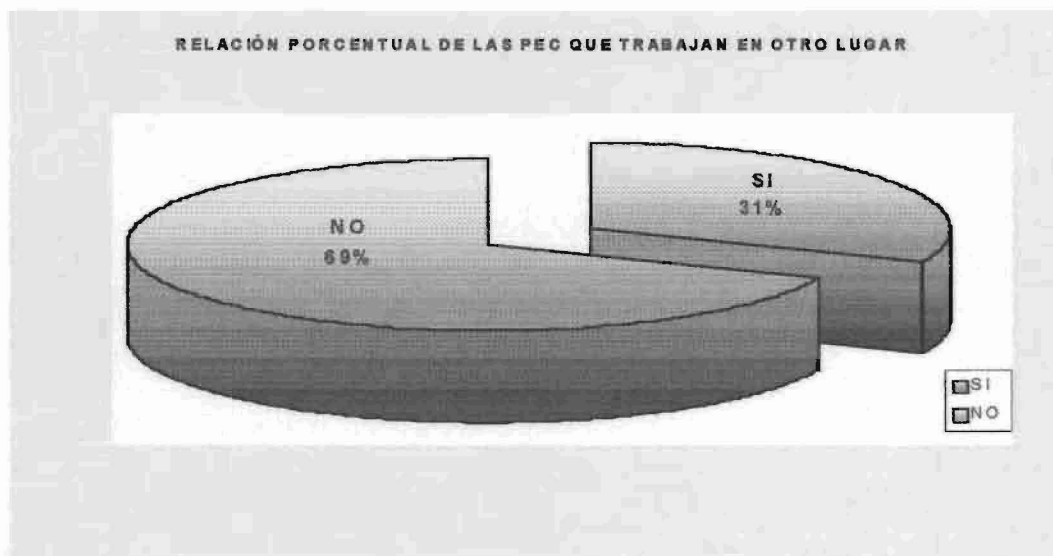 RELACIÓN PORCENTUAL DE LAS PEC QUE TRABAJAN EN OTRO LUGAR
SI
31%
NO
69%
SI
NO